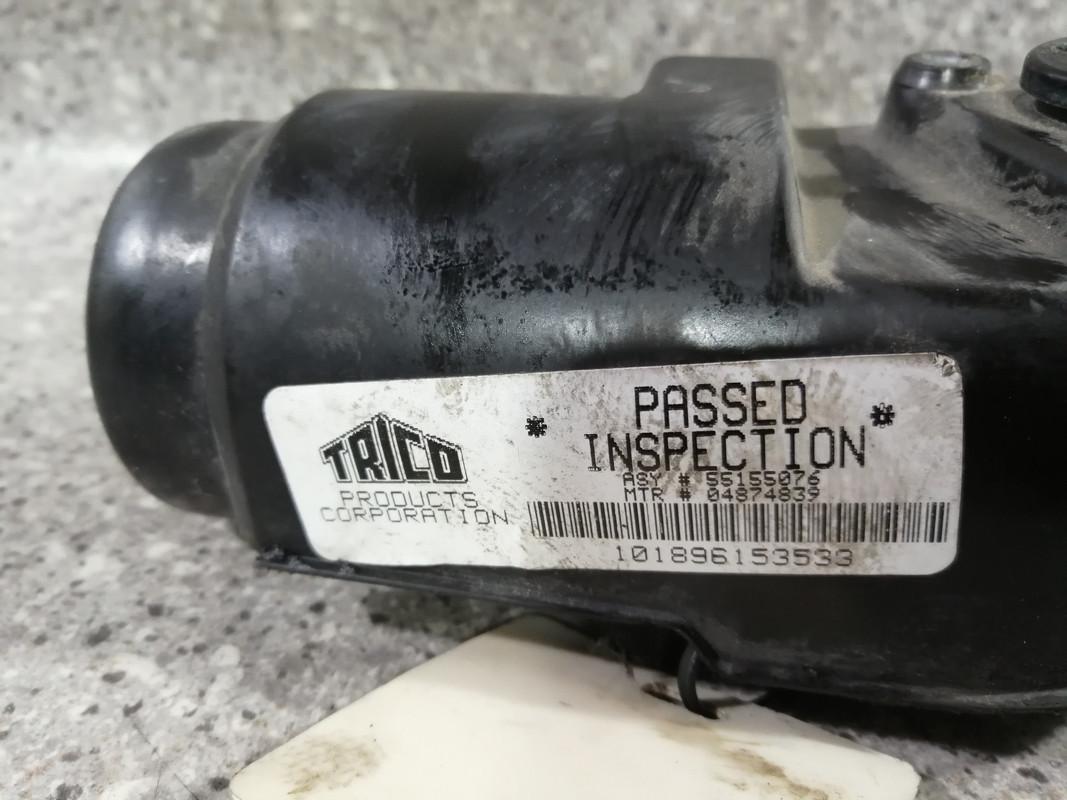 TRICO
PRODUCTS
CORPORATION
* PASSED *
INSPECTION
ASY # 55155076
MTR # 04874839
101896153533